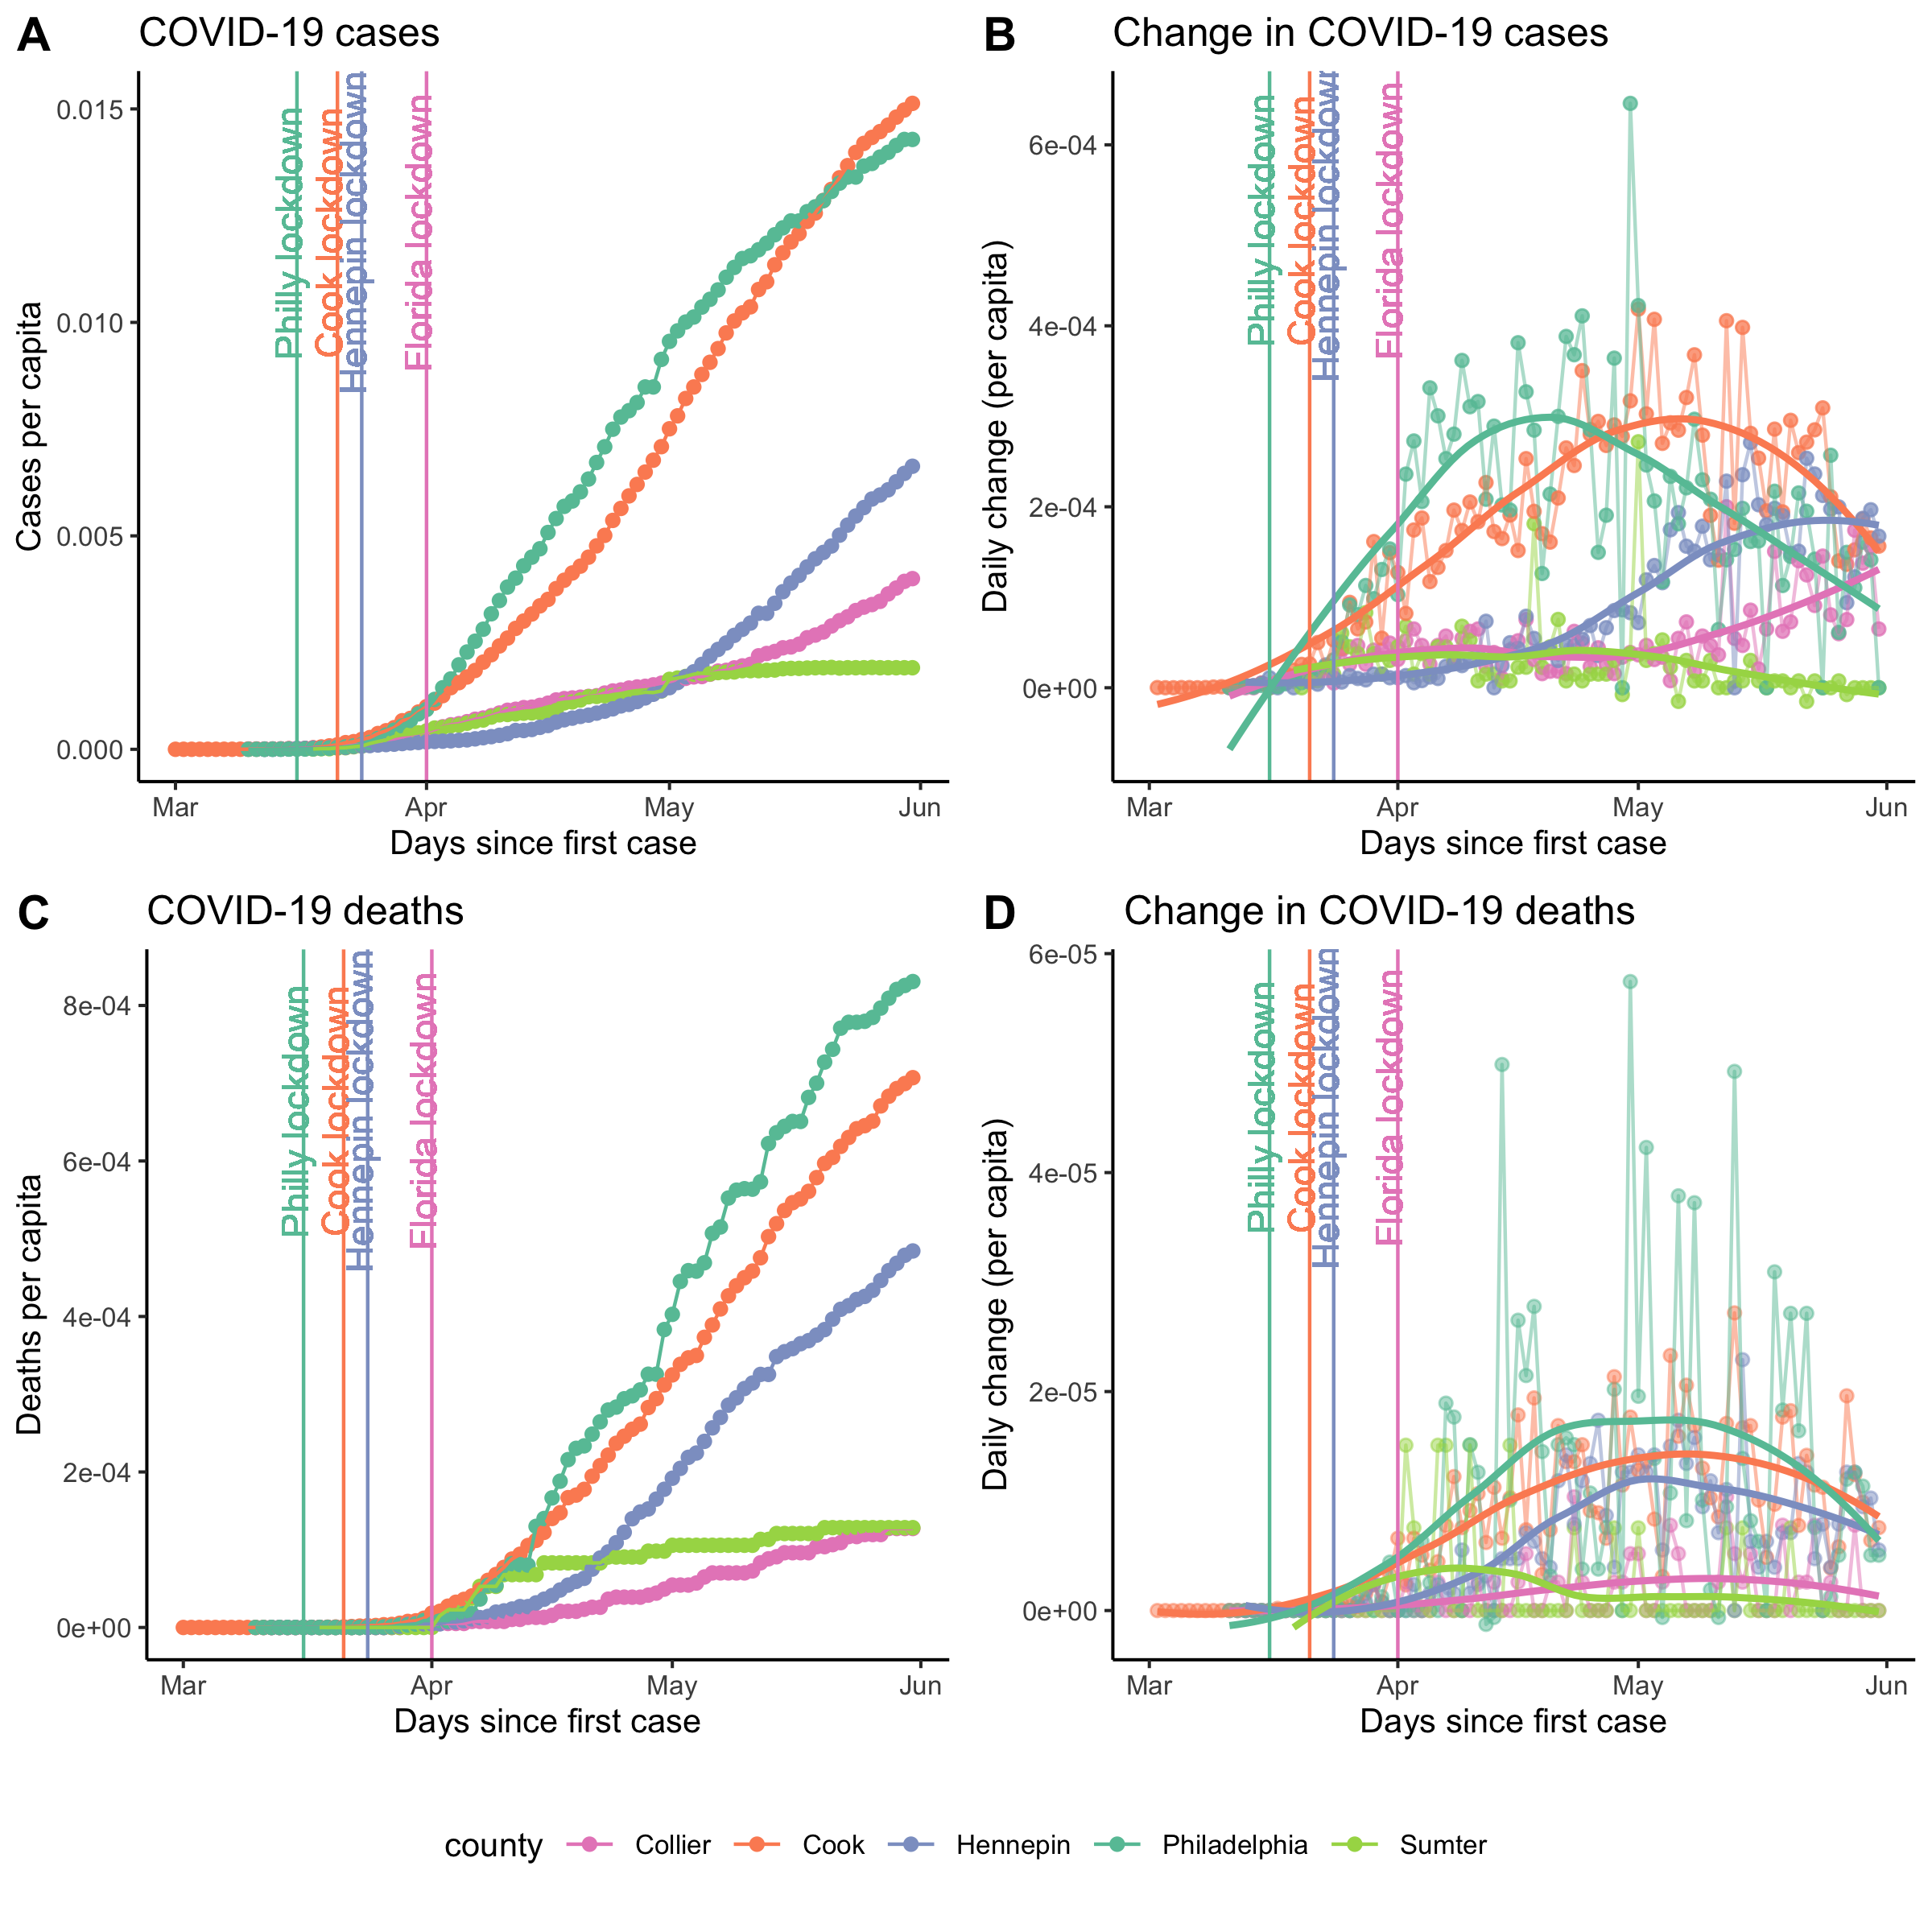 A COVID-19 cases
0.015
0.010
0.005
0.000
Cases per capita
Philly lockdown
Cook lockdown
Hennepin lockdown
Florida lockdown
Mar Apr May Jun
Days since first case
B Change in COVID-19 cases
6e-04
4e-04
2e-04
0e+00
Daily change (per capita)
Philly lockdown
Cook lockdown
Hennepin lockdown
Florida lockdown
Mar Apr May Jun
Days since first case
C COVID-19 deaths
8e-04
6e-04
4e-04
2e-04
0e+00
Deaths per capita
Philly lockdown
Cook lockdown
Hennepin lockdown
Florida lockdown
Mar Apr May Jun
Days since first case
D Change in COVID-19 deaths
6e-05
4e-05
2e-05
0e+00
Daily change (per capita)
Philly lockdown
Cook lockdown
Hennepin lockdown
Florida lockdown
Mar Apr May Jun
Days since first case
county Collier Cook Hennepin Philadelphia Sumter